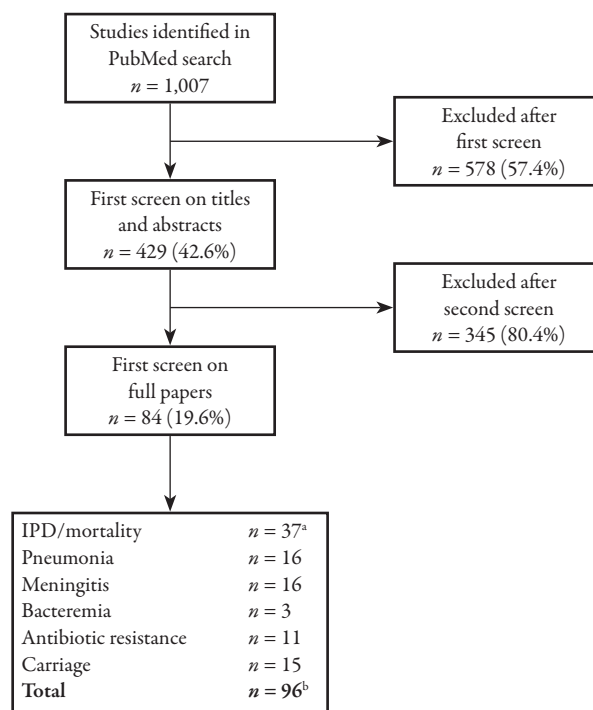 Studies identified in
PubMed search
n = 1,007
Excluded after
first screen
n = 578 (57.4%)
First screen on titles
and abstracts
n = 429 (42.6%)
Excluded after
second screen
n = 345 (80.4%)
First screen on
full papers
n = 84 (19.6%)
IPD/mortality n = 37ᵃ
Pneumonia n = 16
Meningitis n = 16
Bacteremia n = 3
Antibiotic resistance n = 11
Carriage n = 15
Total n = 96ᵇ